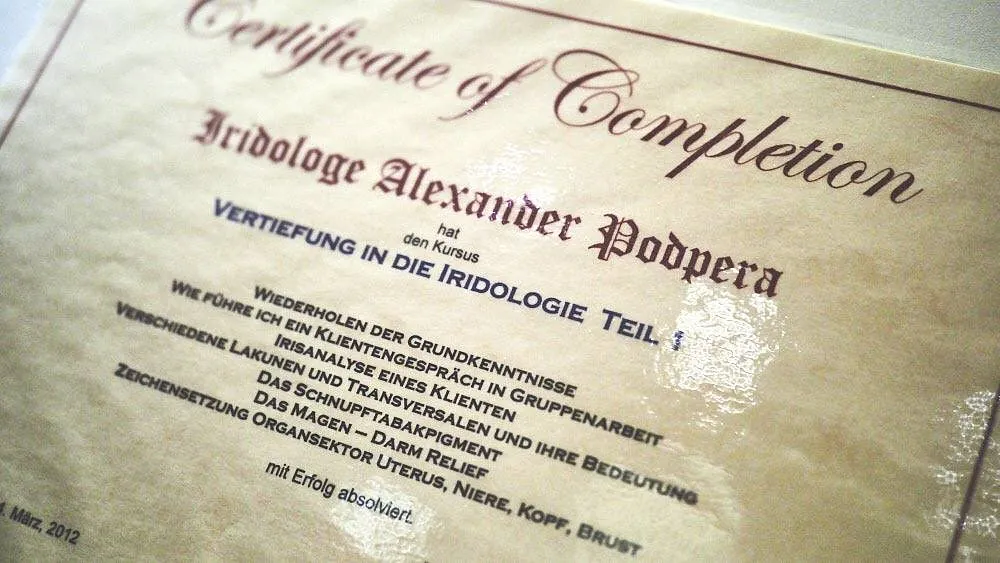 Certificate of Completion
Iridologe Alexander Podpera
hat
den Kursus
VERTIEFUNG IN DIE IRIDOLOGIE TEIL
WIEDERHOLEN DER GRUNDKENNTNISSE
WIE FÜHRE ICH EIN KLIENTENGESPRÄCH IN GRUPPENARBEIT
IRISANALYSE EINES KLIENTEN
VERSCHIEDENE LAKUNEN UND TRANSVERSALEN UND IHRE BEDEUTUNG
DAS SCHNUPFTABAKPIGMENT
DAS MAGEN – DARM RELIEF
ZEICHENSETZUNG ORGANSEKTOR UTERUS, NIERE, KOPF, BRUST
mit Erfolg absolviert.
März, 2012